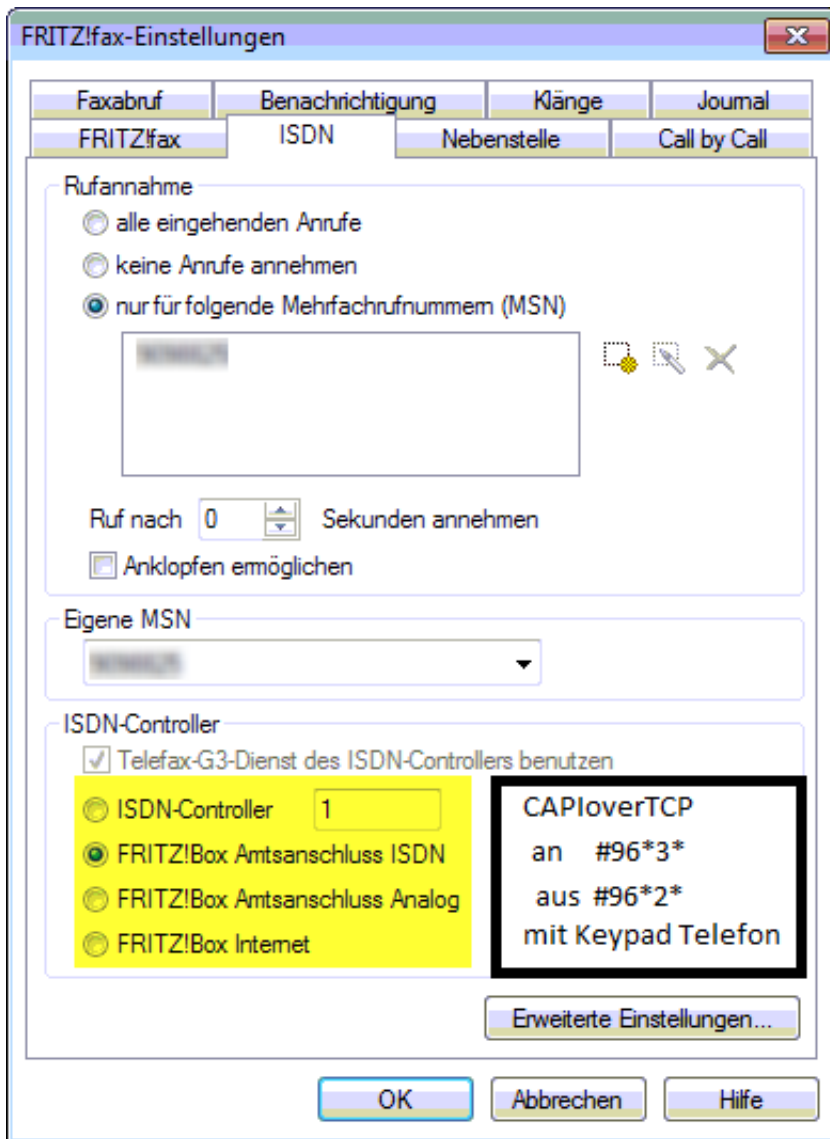 FRITZ!fax-Einstellungen
Faxabruf Benachrichtigung Klänge Journal
FRITZ!fax ISDN Nebenstelle Call by Call
Rufannahme
alle eingehenden Anrufe
keine Anrufe annehmen
nur für folgende Mehrfachrufnummern (MSN)
Ruf nach 0 Sekunden annehmen
Anklopfen ermöglichen
Eigene MSN
ISDN-Controller
Telefax-G3-Dienst des ISDN-Controllers benutzen
ISDN-Controller 1
FRITZ!Box Amtsanschluss ISDN
FRITZ!Box Amtsanschluss Analog
FRITZ!Box Internet
CAPIoverTCP
an #96*3*
aus #96*2*
mit Keypad Telefon
Erweiterte Einstellungen...
OK Abbrechen Hilfe